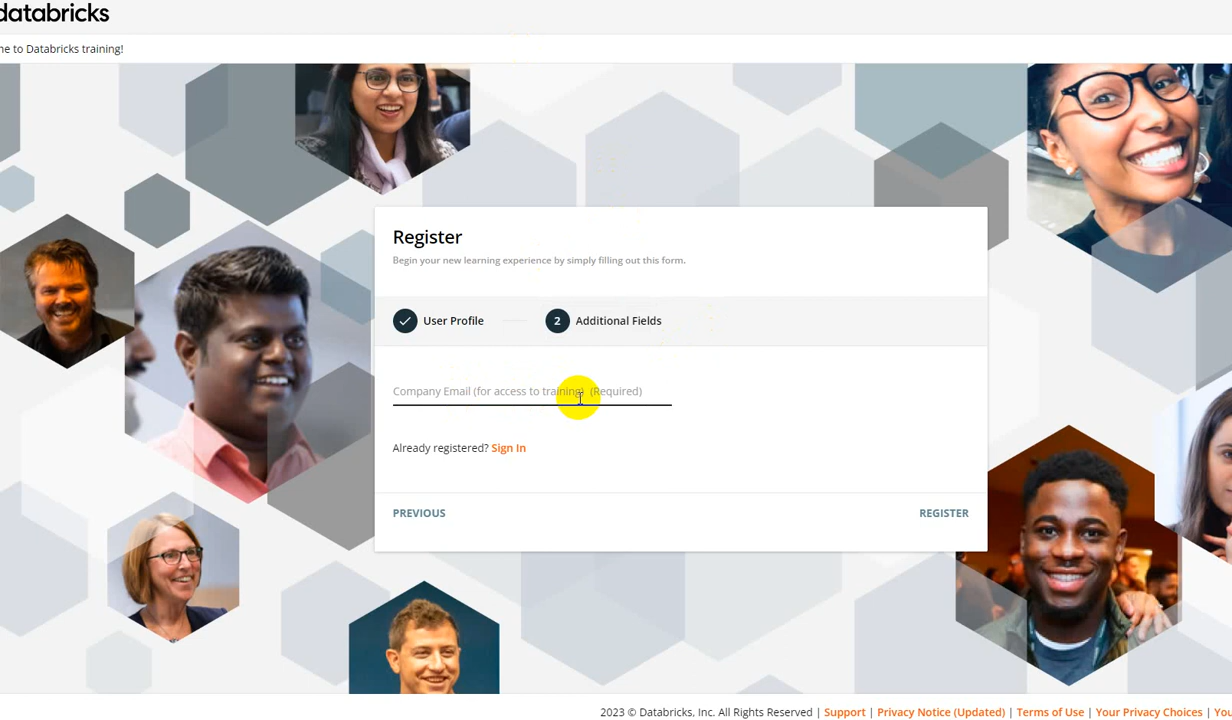 databricks
ne to Databricks training!
Register
Begin your new learning experience by simply filling out this form.
User Profile
2 Additional Fields
Company Email (for access to training) (Required)
Already registered? Sign In
PREVIOUS
REGISTER
2023 © Databricks, Inc. All Rights Reserved | Support | Privacy Notice (Updated) | Terms of Use | Your Privacy Choices | You